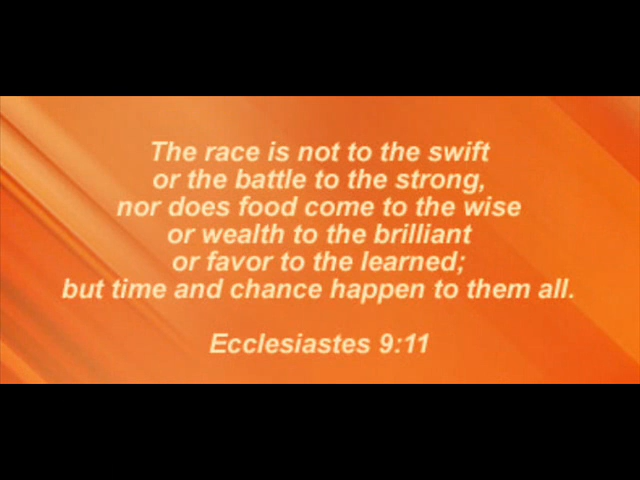 The race is not to the swift
or the battle to the strong,
nor does food come to the wise
or wealth to the brilliant
or favor to the learned;
but time and chance happen to them all.
Ecclesiastes 9:11